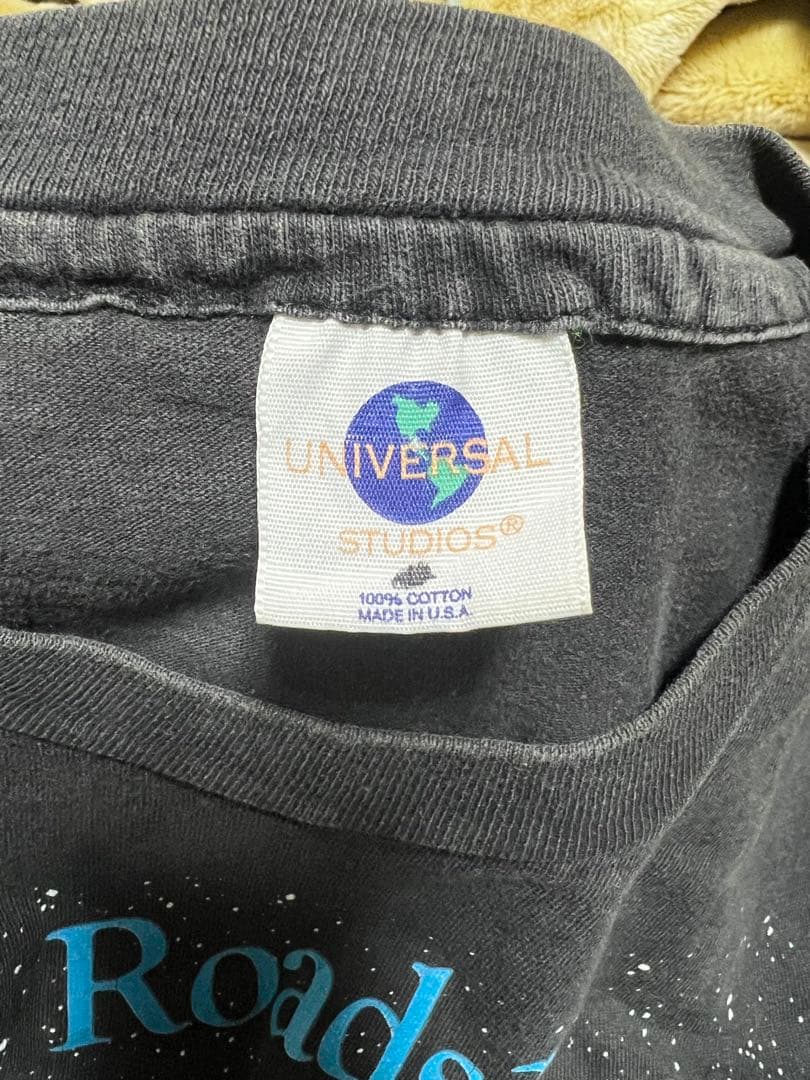 UNIVERSAL
STUDIOS®
100% COTTON
MADE IN U.S.A.
Roads